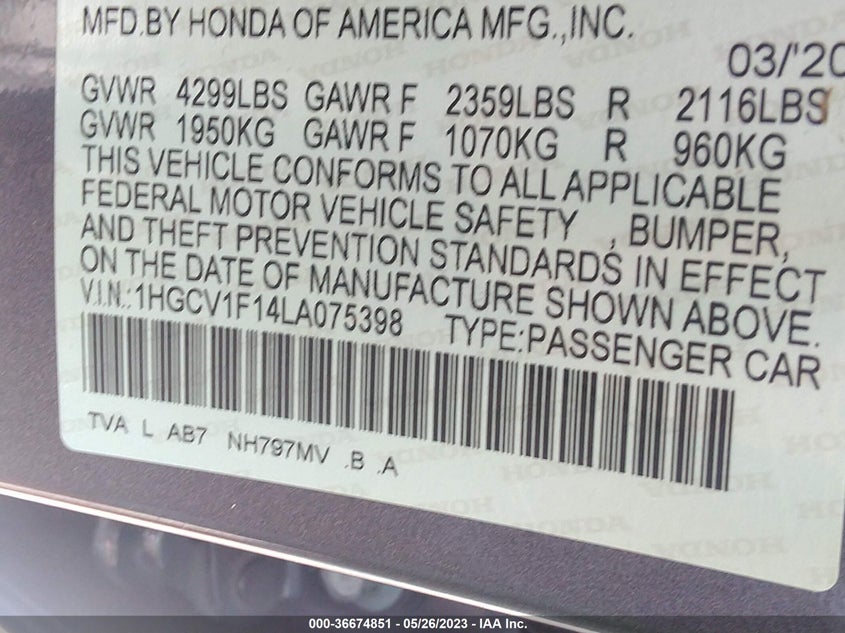 MFD.BY HONDA OF AMERICA MFG.,INC.
03/'20
GVWR 4299LBS GAWR F 2359LBS R 2116LBS
GVWR 1950KG GAWR F 1070KG R 960KG
THIS VEHICLE CONFORMS TO ALL APPLICABLE
FEDERAL MOTOR VEHICLE SAFETY , BUMPER,
AND THEFT PREVENTION STANDARDS IN EFFECT
ON THE DATE OF MANUFACTURE SHOWN ABOVE.
V.I.N.:1HGCV1F14LA075398 TYPE:PASSENGER CAR
TVA L AB7 NH797MV .B .A
HONDA HONDA HONDA
000-36674851 / 05/26/2023 - IAA Inc.